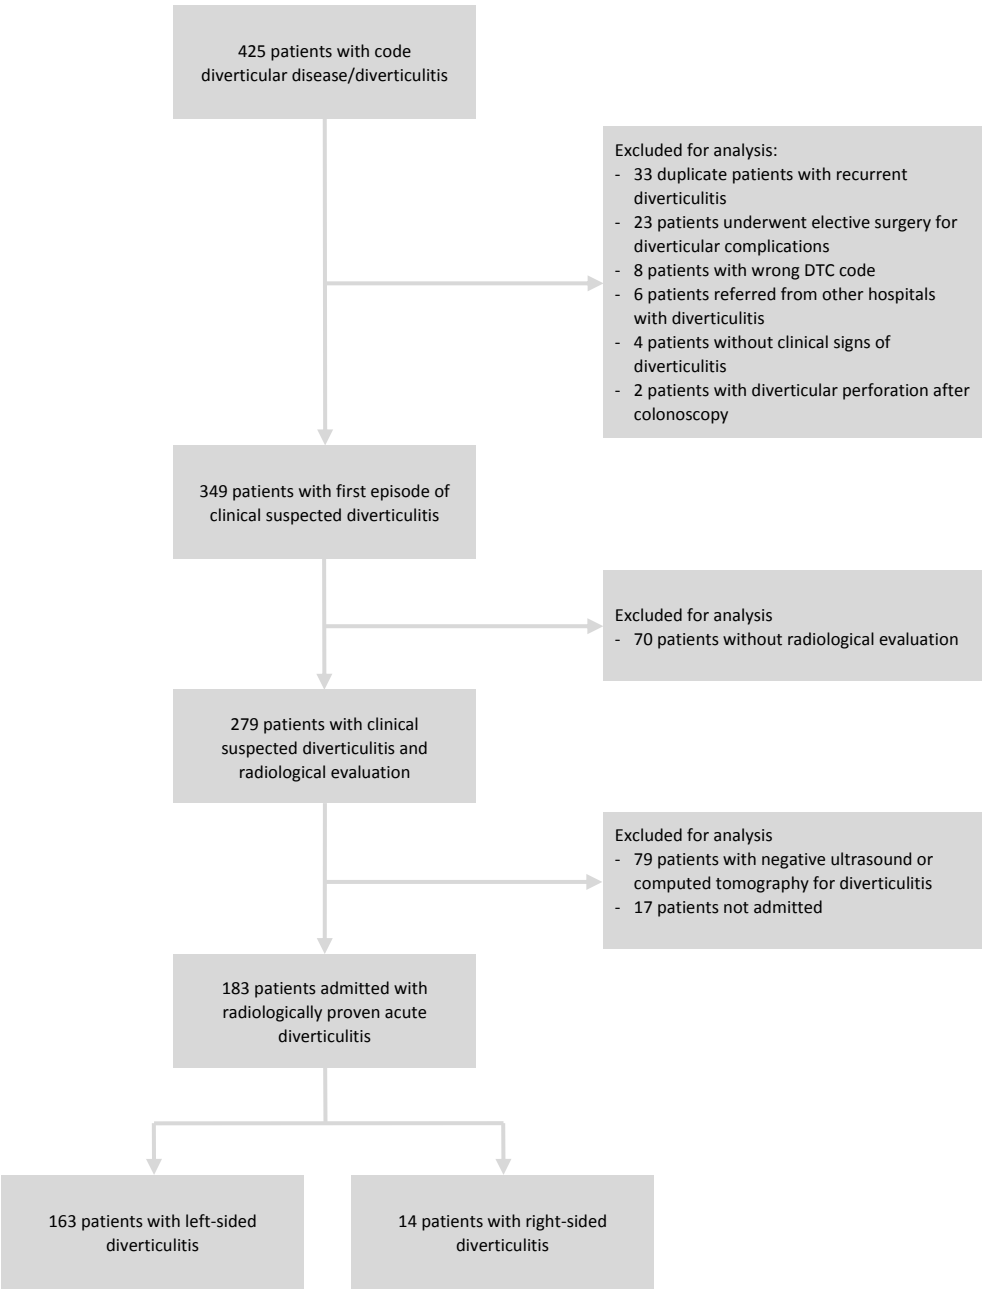 425 patients with code
diverticular disease/diverticulitis
Excluded for analysis:
- 33 duplicate patients with recurrent
diverticulitis
- 23 patients underwent elective surgery for
diverticular complications
- 8 patients with wrong DTC code
- 6 patients referred from other hospitals
with diverticulitis
- 4 patients without clinical signs of
diverticulitis
- 2 patients with diverticular perforation after
colonoscopy
349 patients with first episode of
clinical suspected diverticulitis
Excluded for analysis
- 70 patients without radiological evaluation
279 patients with clinical
suspected diverticulitis and
radiological evaluation
Excluded for analysis
- 79 patients with negative ultrasound or
computed tomography for diverticulitis
- 17 patients not admitted
183 patients admitted with
radiologically proven acute
diverticulitis
163 patients with left-sided
diverticulitis
14 patients with right-sided
diverticulitis